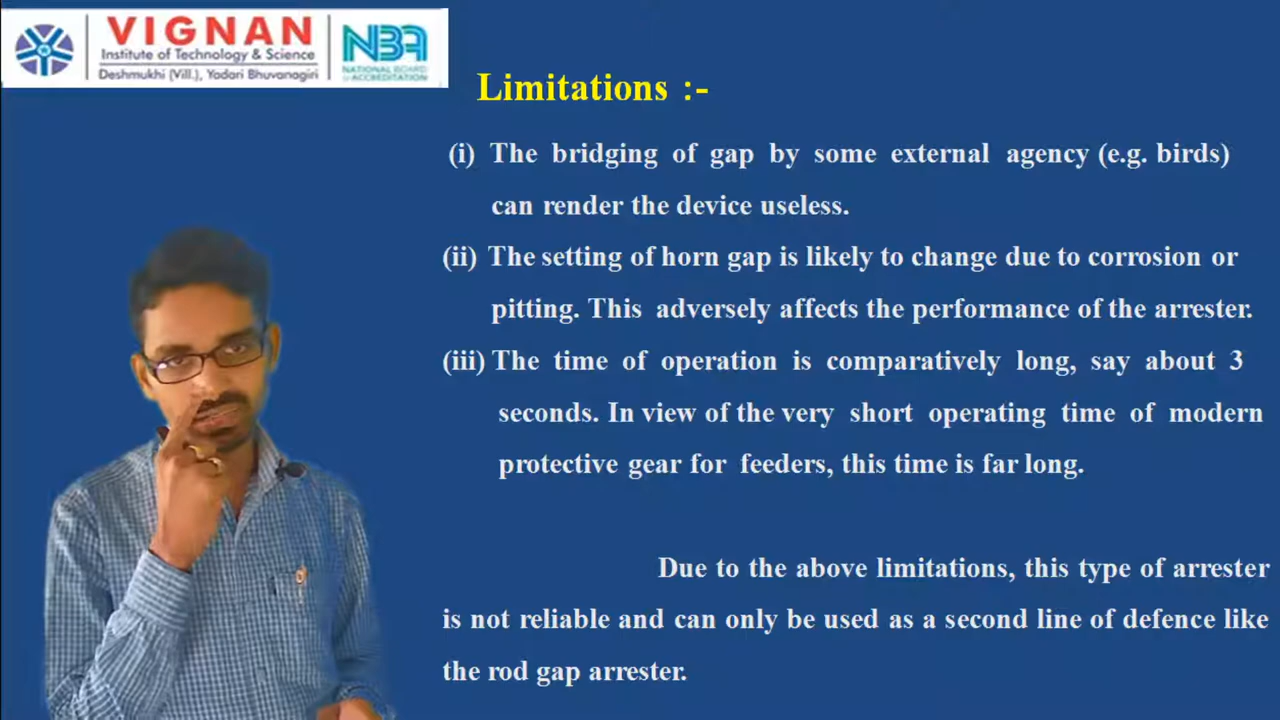 VIGNAN
Institute of Technology & Science
Deshmukhi (Vill.), Yadari Bhuvanagiri
NBA
NATIONAL BOARD
of ACCREDITATION
Limitations :-
(i) The bridging of gap by some external agency (e.g. birds)
can render the device useless.
(ii) The setting of horn gap is likely to change due to corrosion or
pitting. This adversely affects the performance of the arrester.
(iii) The time of operation is comparatively long, say about 3
seconds. In view of the very short operating time of modern
protective gear for feeders, this time is far long.
Due to the above limitations, this type of arrester
is not reliable and can only be used as a second line of defence like
the rod gap arrester.